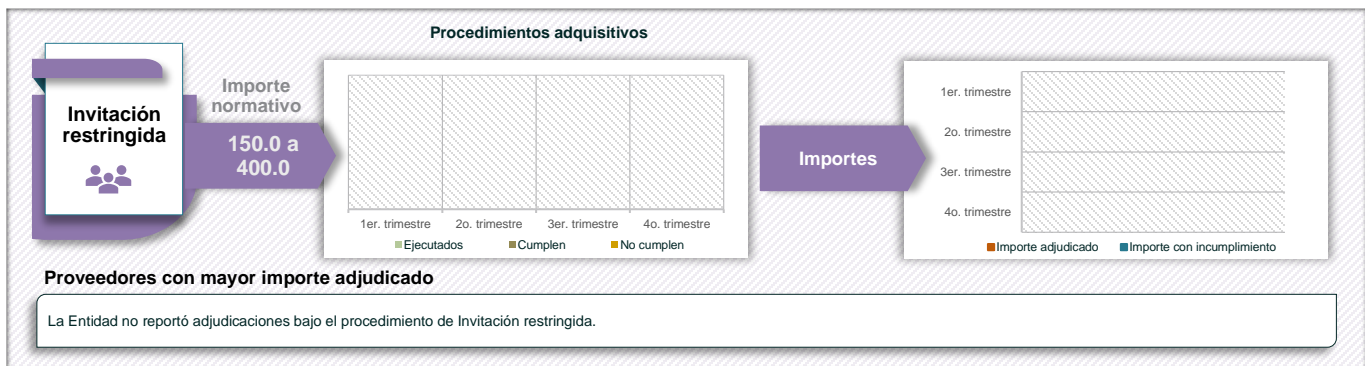 Procedimientos adquisitivos
Invitación
restringida
Importe
normativo
150.0 a
400.0
1er. trimestre
2o. trimestre
3er. trimestre
4o. trimestre
Ejecutados
Cumplen
No cumplen
Importes
1er. trimestre
2o. trimestre
3er. trimestre
4o. trimestre
Importe adjudicado
Importe con incumplimiento
Proveedores con mayor importe adjudicado
La Entidad no reportó adjudicaciones bajo el procedimiento de Invitación restringida.